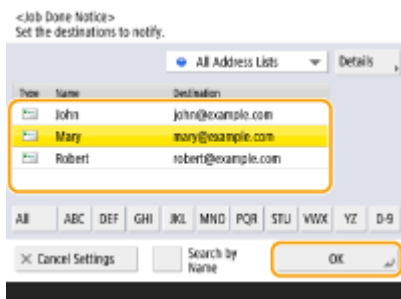 <Job Done Notice>
Set the destinations to notify.
All Address Lists
Details
Type Name Destination
John john@example.com
Mary mary@example.com
Robert robert@example.com
All ABC DEF GHI JKL MNO PQR STU VWX YZ 0-9
× Cancel Settings
Search by
Name
OK